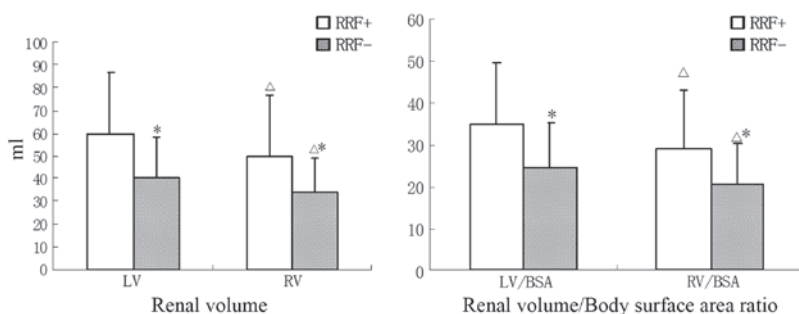 RRF+
RRF-
ml
100
90
80
70
60
50
40
30
20
10
0
*
△
△*
LV
RV
Renal volume
RRF+
RRF-
60
50
40
30
20
10
0
*
△
△*
LV/BSA
RV/BSA
Renal volume/Body surface area ratio